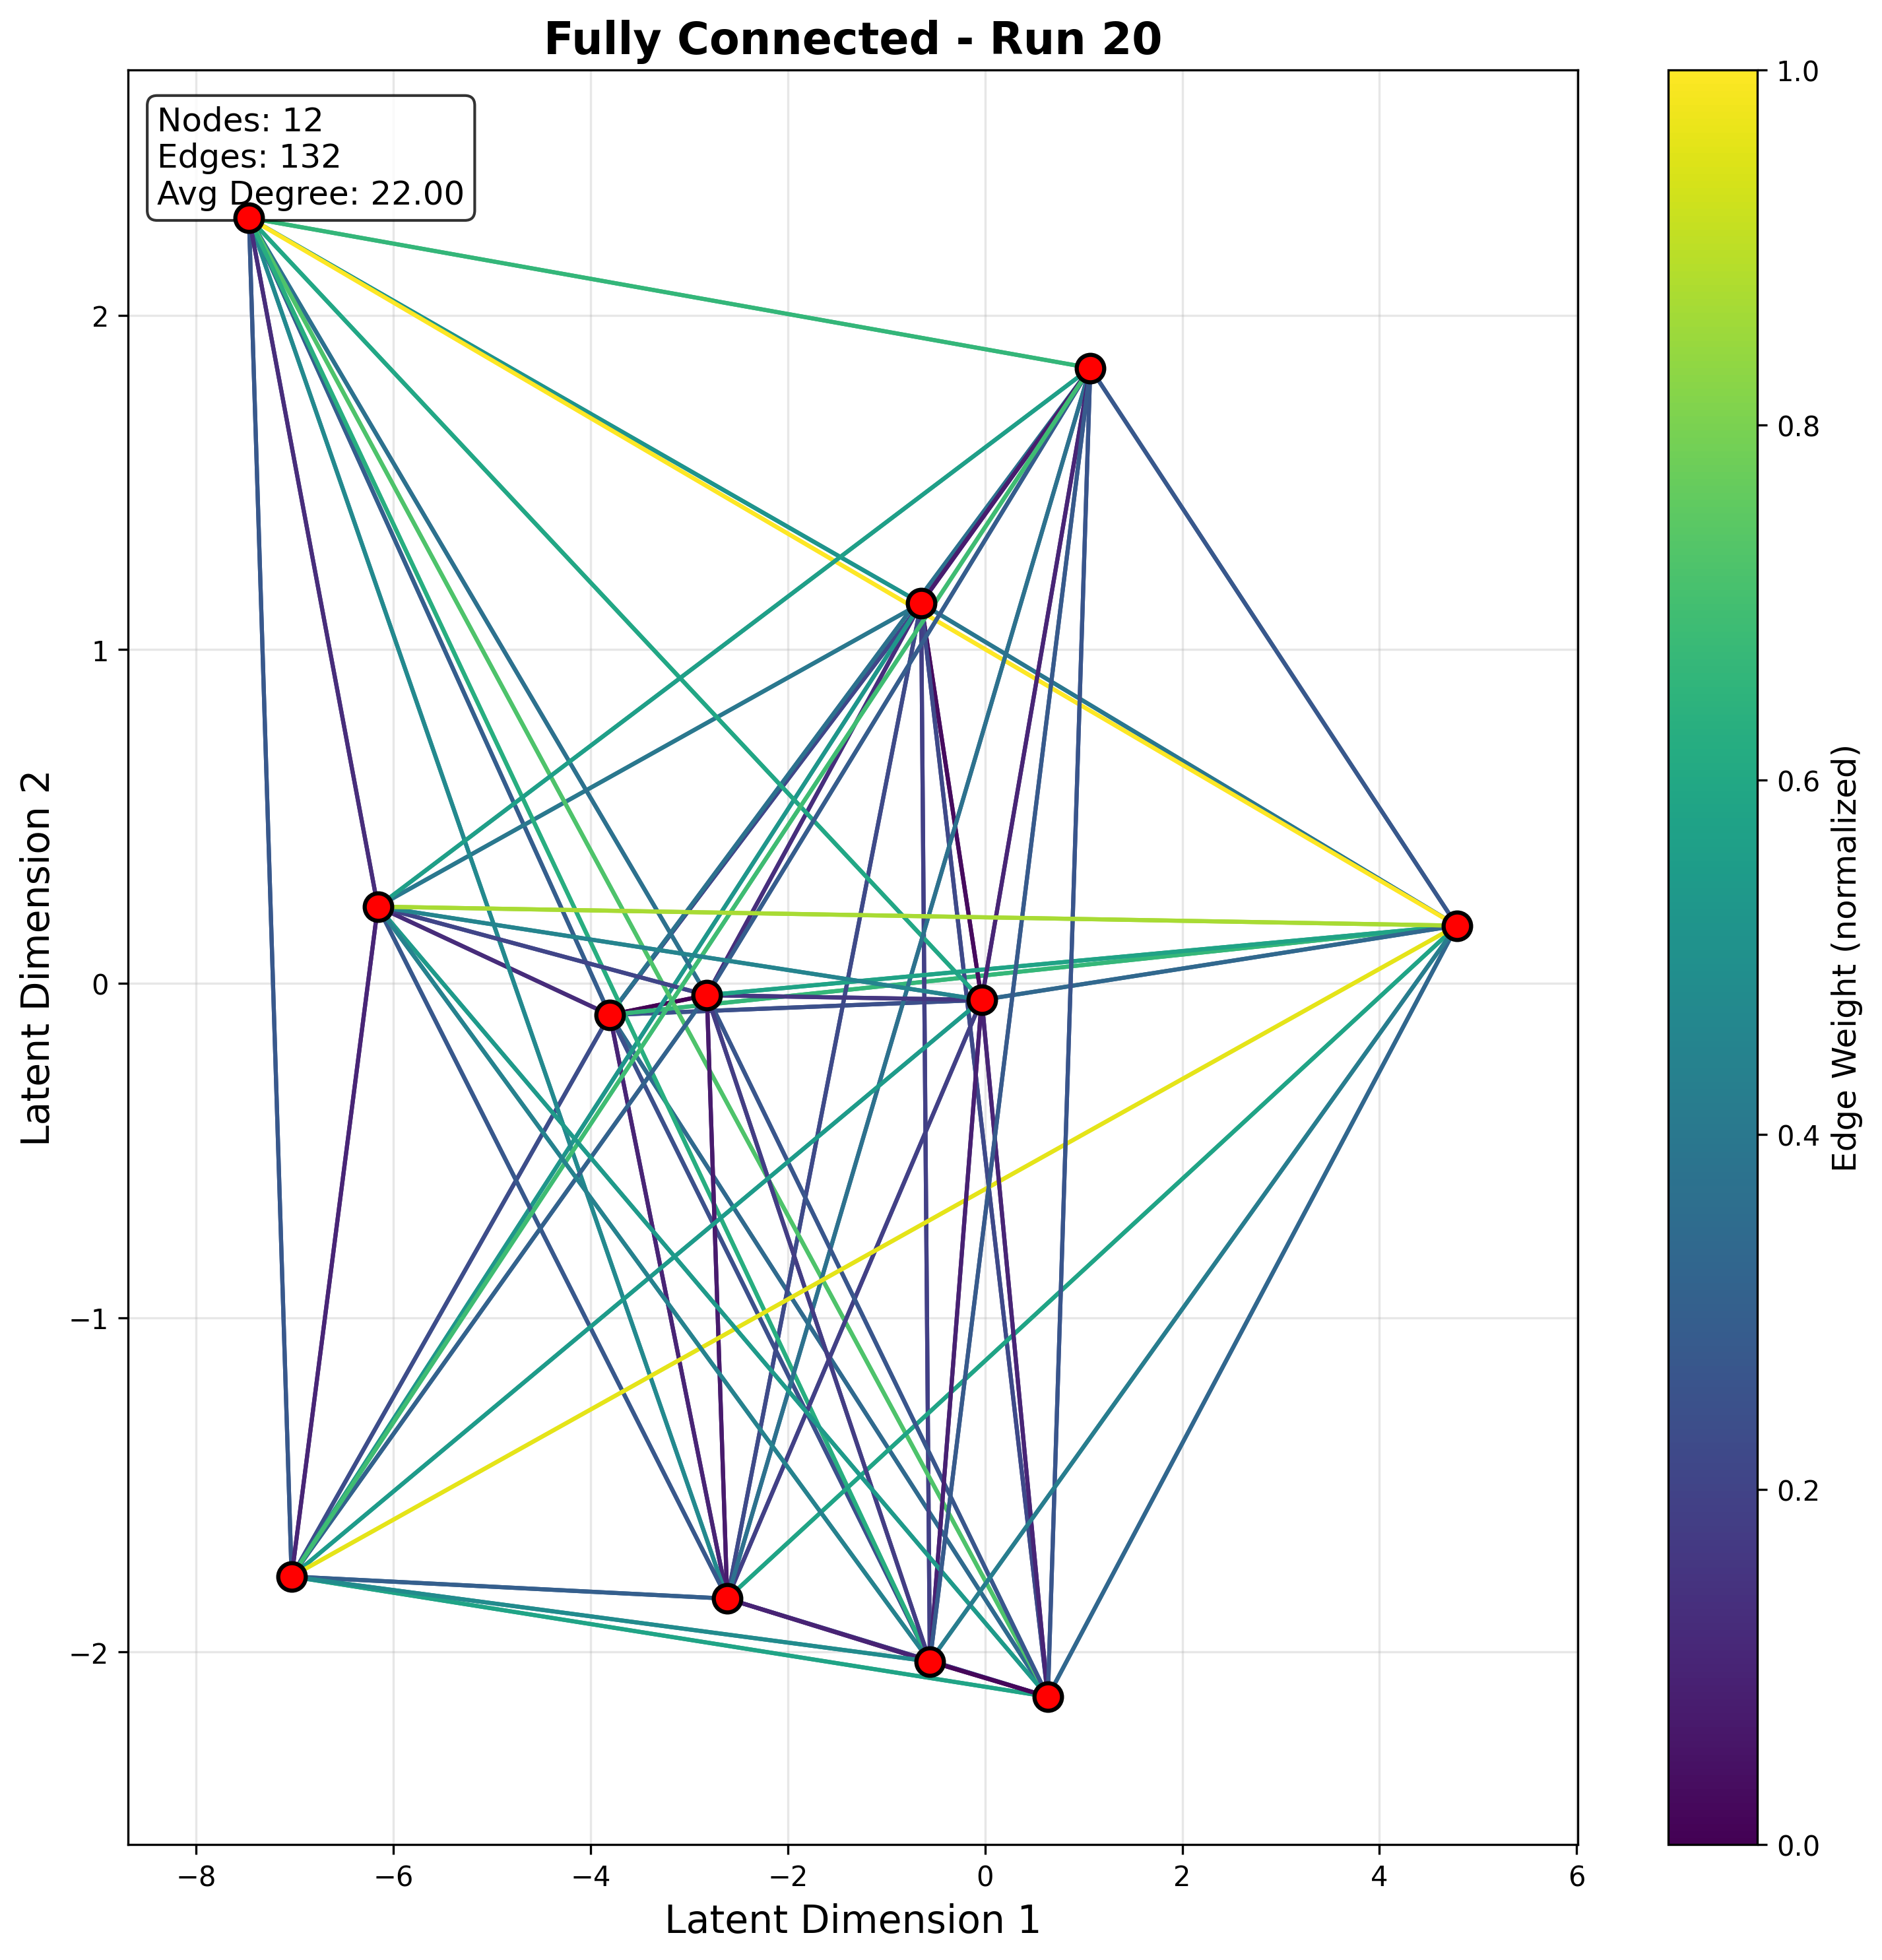 Fully Connected - Run 20
Nodes: 12
Edges: 132
Avg Degree: 22.00
2
1
0
−1
−2
Latent Dimension 2
−8
−6
−4
−2
0
2
4
6
Latent Dimension 1
1.0
0.8
0.6
0.4
0.2
0.0
Edge Weight (normalized)